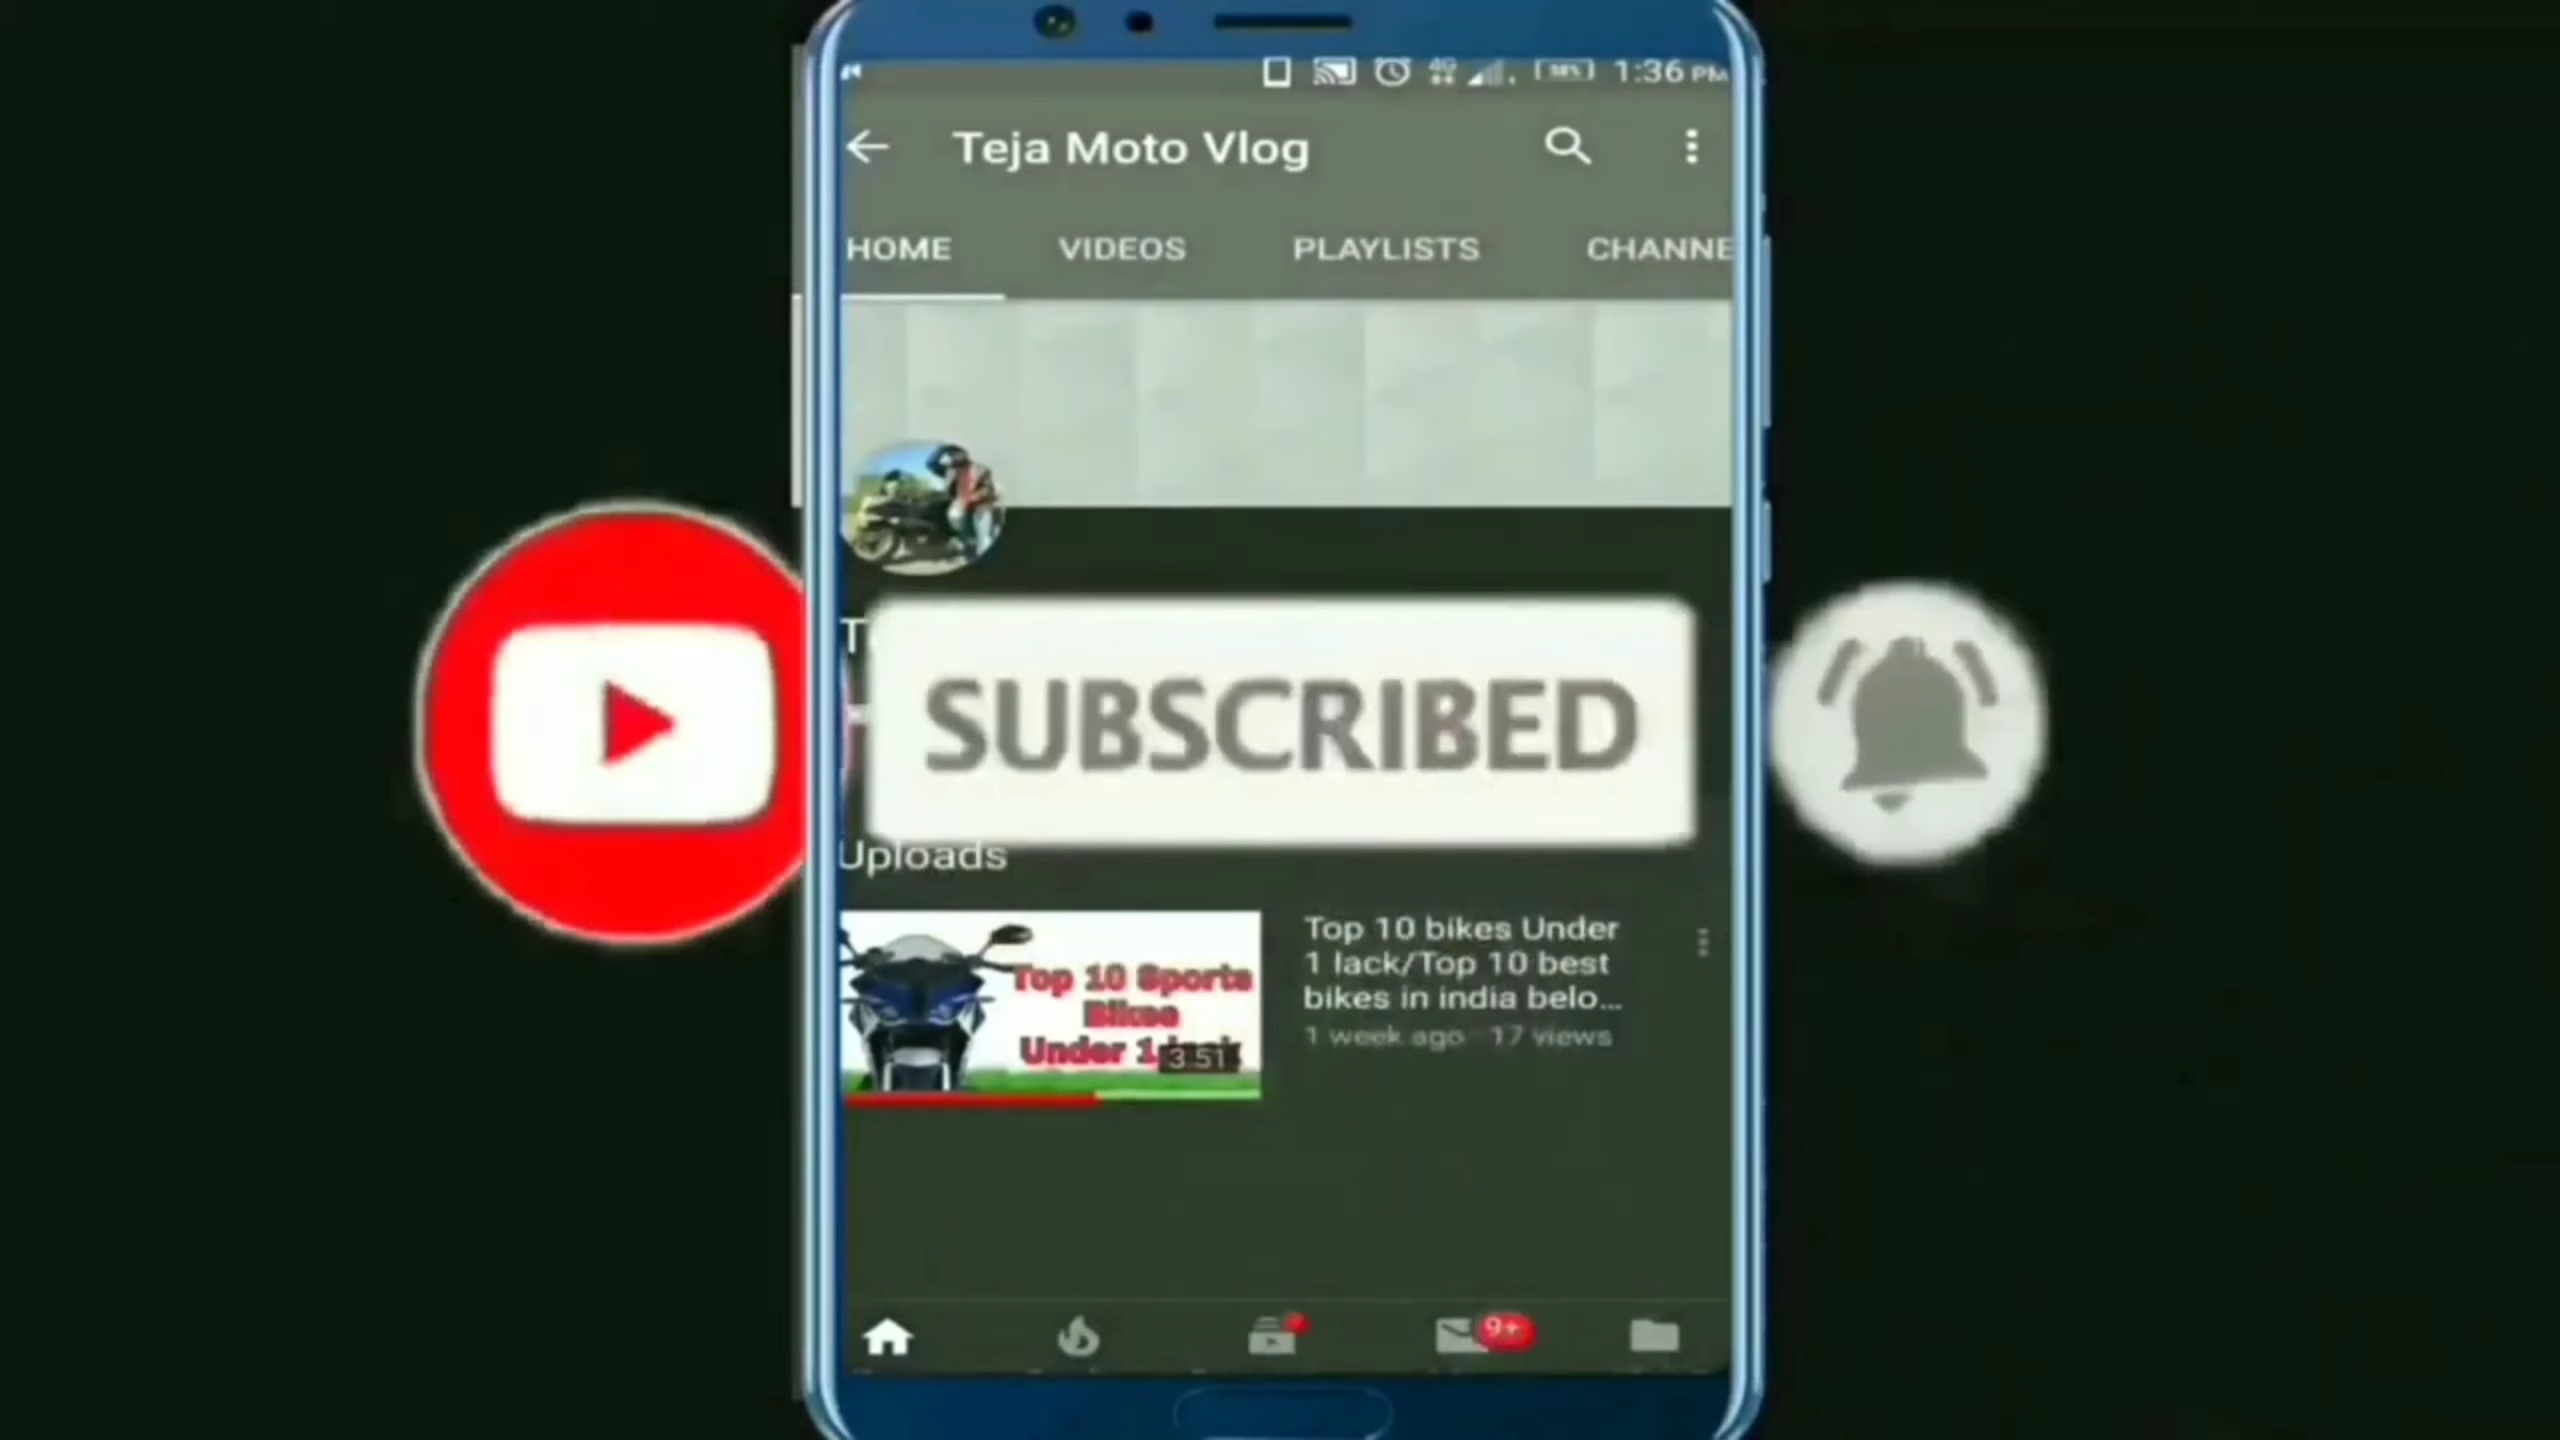 1:36 PM
Teja Moto Vlog
HOME VIDEOS PLAYLISTS CHANNE
SUBSCRIBED
Uploads
Top 10 Sports
Bikes
Under 1
3:51
Top 10 bikes Under
1 lack/Top 10 best
bikes in india belo...
1 week ago · 17 views
9+